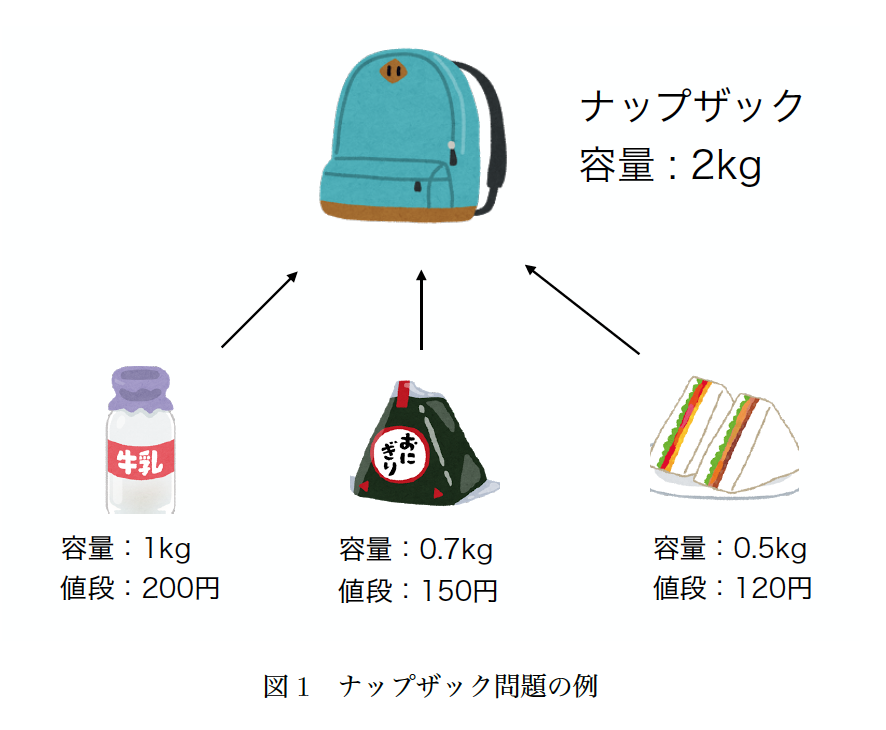 ナップザック
容量 : 2kg
牛乳
おに
ぎり
容量：1kg
値段：200円
容量：0.7kg
値段：150円
容量：0.5kg
値段：120円
図 1　ナップザック問題の例